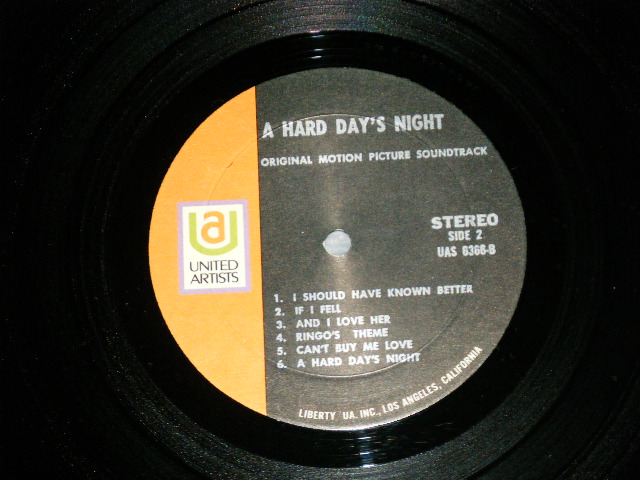 A HARD DAY'S NIGHT
ORIGINAL MOTION PICTURE SOUNDTRACK
STEREO
SIDE 2
UAS 6366-B
ua
UNITED
ARTISTS
1. I SHOULD HAVE KNOWN BETTER
2. IF I FELL
3. AND I LOVE HER
4. RINGO'S THEME
5. CAN'T BUY ME LOVE
6. A HARD DAY'S NIGHT
LIBERTY UA. INC., LOS ANGELES, CALIFORNIA